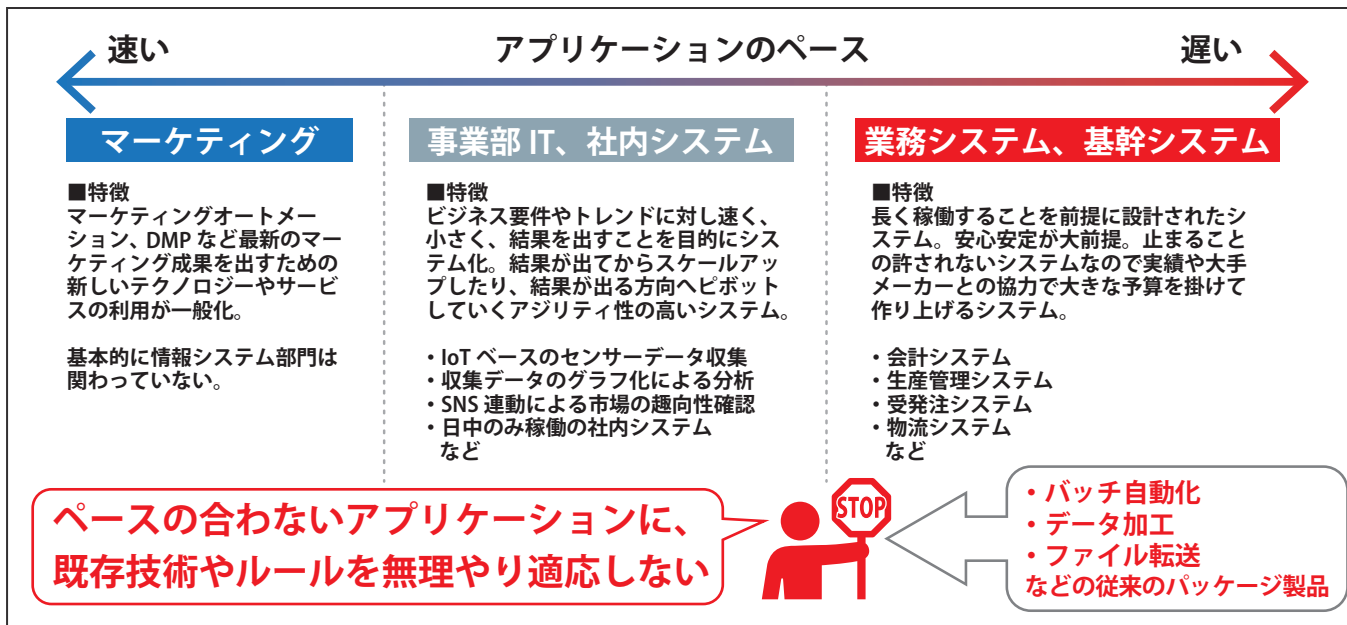 速い
アプリケーションのペース
遅い
マーケティング
■特徴
マーケティングオートメー
ション、DMP など最新のマー
ケティング成果を出すための
新しいテクノロジーやサービ
スの利用が一般化。
基本的に情報システム部門は
関わっていない。
事業部 IT、社内システム
■特徴
ビジネス要件やトレンドに対し速く、
小さく、結果を出すことを目的にシス
テム化。結果が出てからスケールアッ
プしたり、結果が出る方向へピボット
していくアジリティ性の高いシステム。
・IoT ベースのセンサーデータ収集
・収集データのグラフ化による分析
・SNS 連動による市場の趣向性確認
・日中のみ稼働の社内システム
など
業務システム、基幹システム
■特徴
長く稼働することを前提に設計されたシ
ステム。安心安定が大前提。止まること
の許されないシステムなので実績や大手
メーカーとの協力で大きな予算を掛けて
作り上げるシステム。
・会計システム
・生産管理システム
・受発注システム
・物流システム
など
ペースの合わないアプリケーションに、
既存技術やルールを無理やり適応しない
STOP
・バッチ自動化
・データ加工
・ファイル転送
などの従来のパッケージ製品